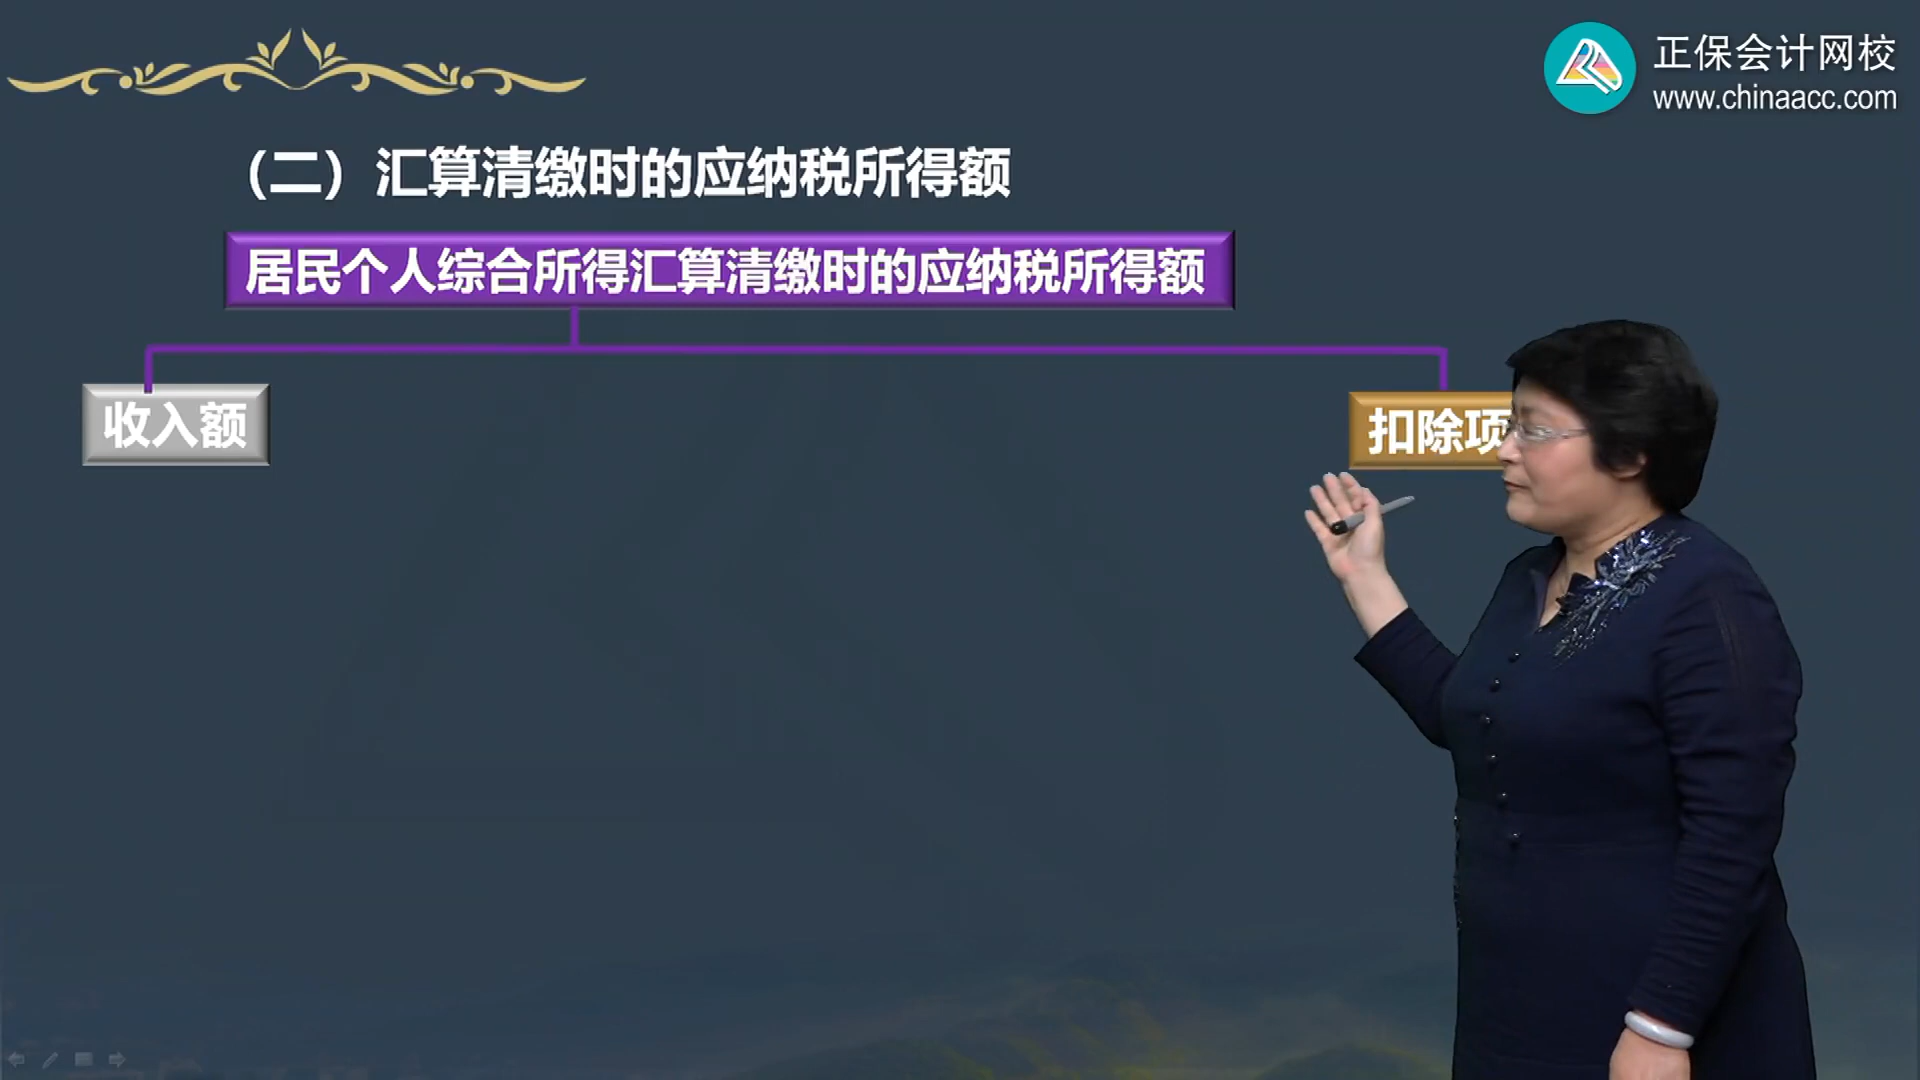 正保会计网校
www.chinaacc.com
（二）汇算清缴时的应纳税所得额
居民个人综合所得汇算清缴时的应纳税所得额
收入额
扣除项